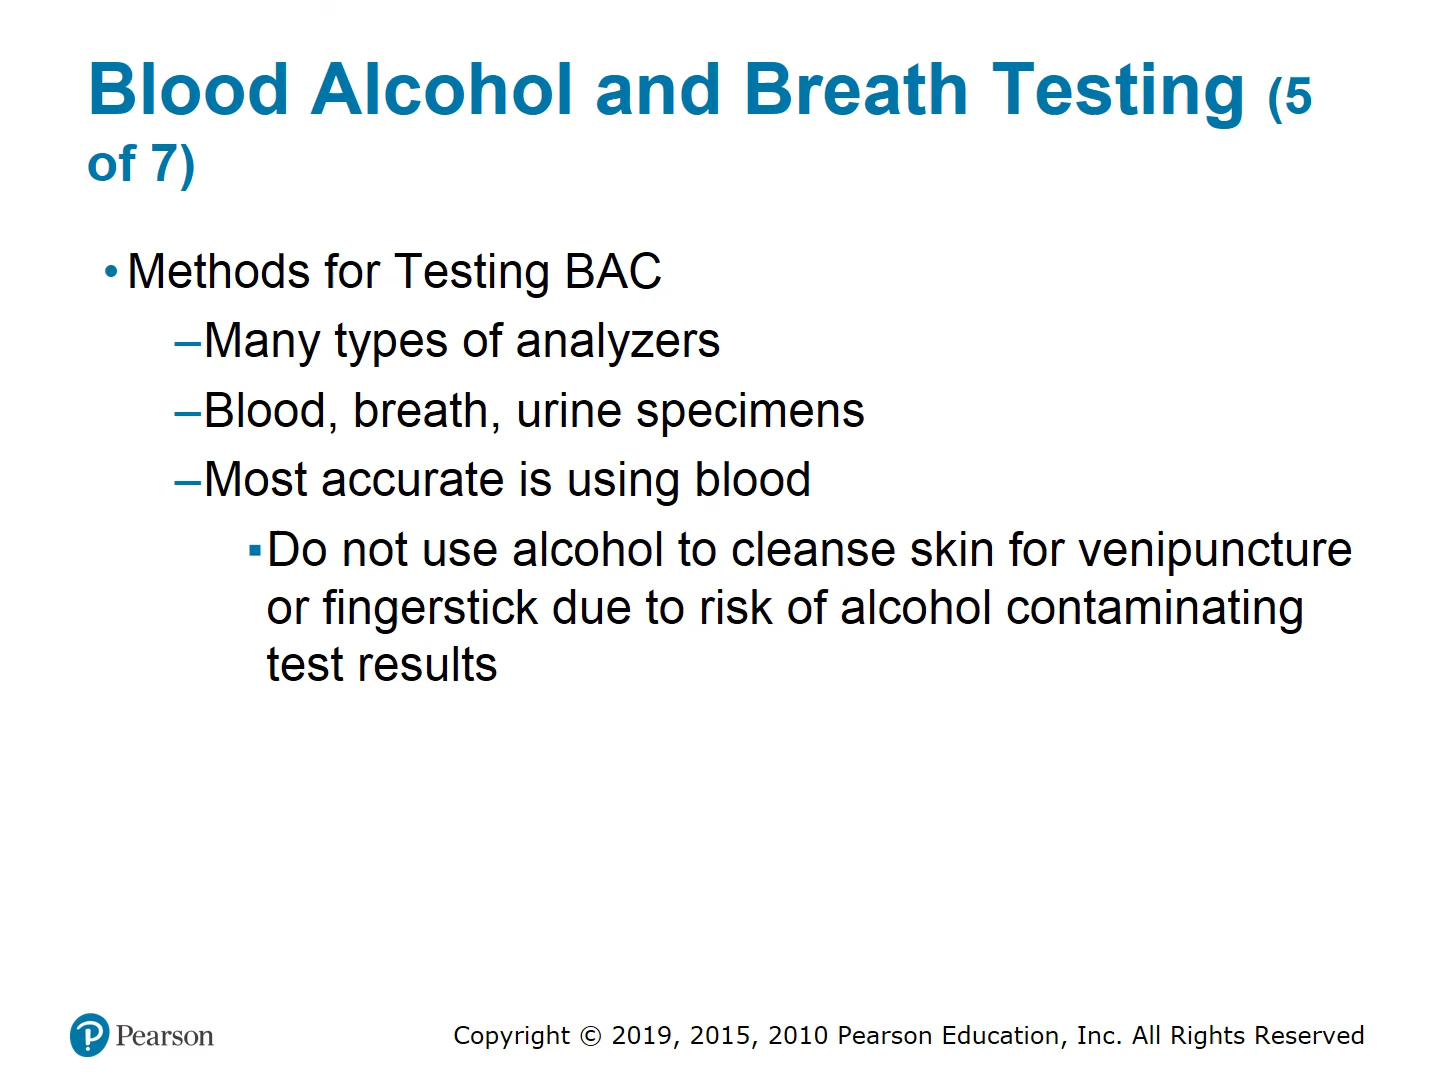 Blood Alcohol and Breath Testing (5
of 7)
• Methods for Testing BAC
–Many types of analyzers
–Blood, breath, urine specimens
–Most accurate is using blood
▪Do not use alcohol to cleanse skin for venipuncture
or fingerstick due to risk of alcohol contaminating
test results
Pearson
Copyright © 2019, 2015, 2010 Pearson Education, Inc. All Rights Reserved